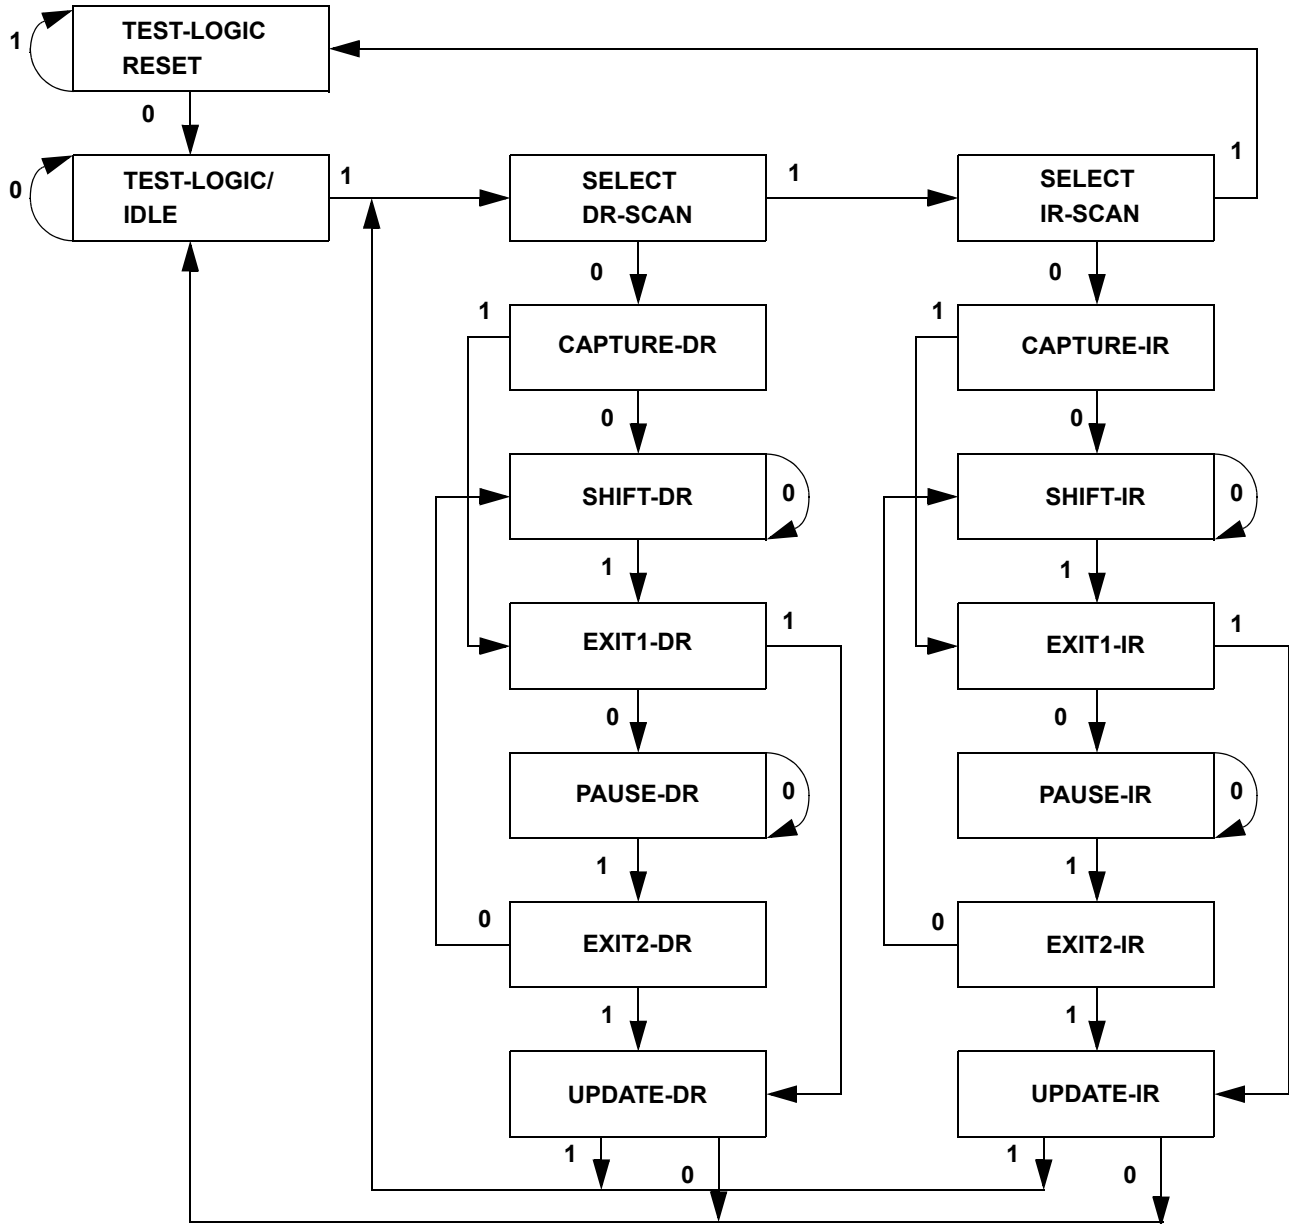 1
TEST-LOGIC
RESET
0
0
TEST-LOGIC/
IDLE
1
SELECT
DR-SCAN
1
SELECT
IR-SCAN
1
0
0
1
CAPTURE-DR
1
CAPTURE-IR
0
0
SHIFT-DR
0
SHIFT-IR
0
1
1
EXIT1-DR
1
EXIT1-IR
1
0
0
PAUSE-DR
0
PAUSE-IR
0
1
1
0
EXIT2-DR
0
EXIT2-IR
1
1
UPDATE-DR
UPDATE-IR
1
0
1
0